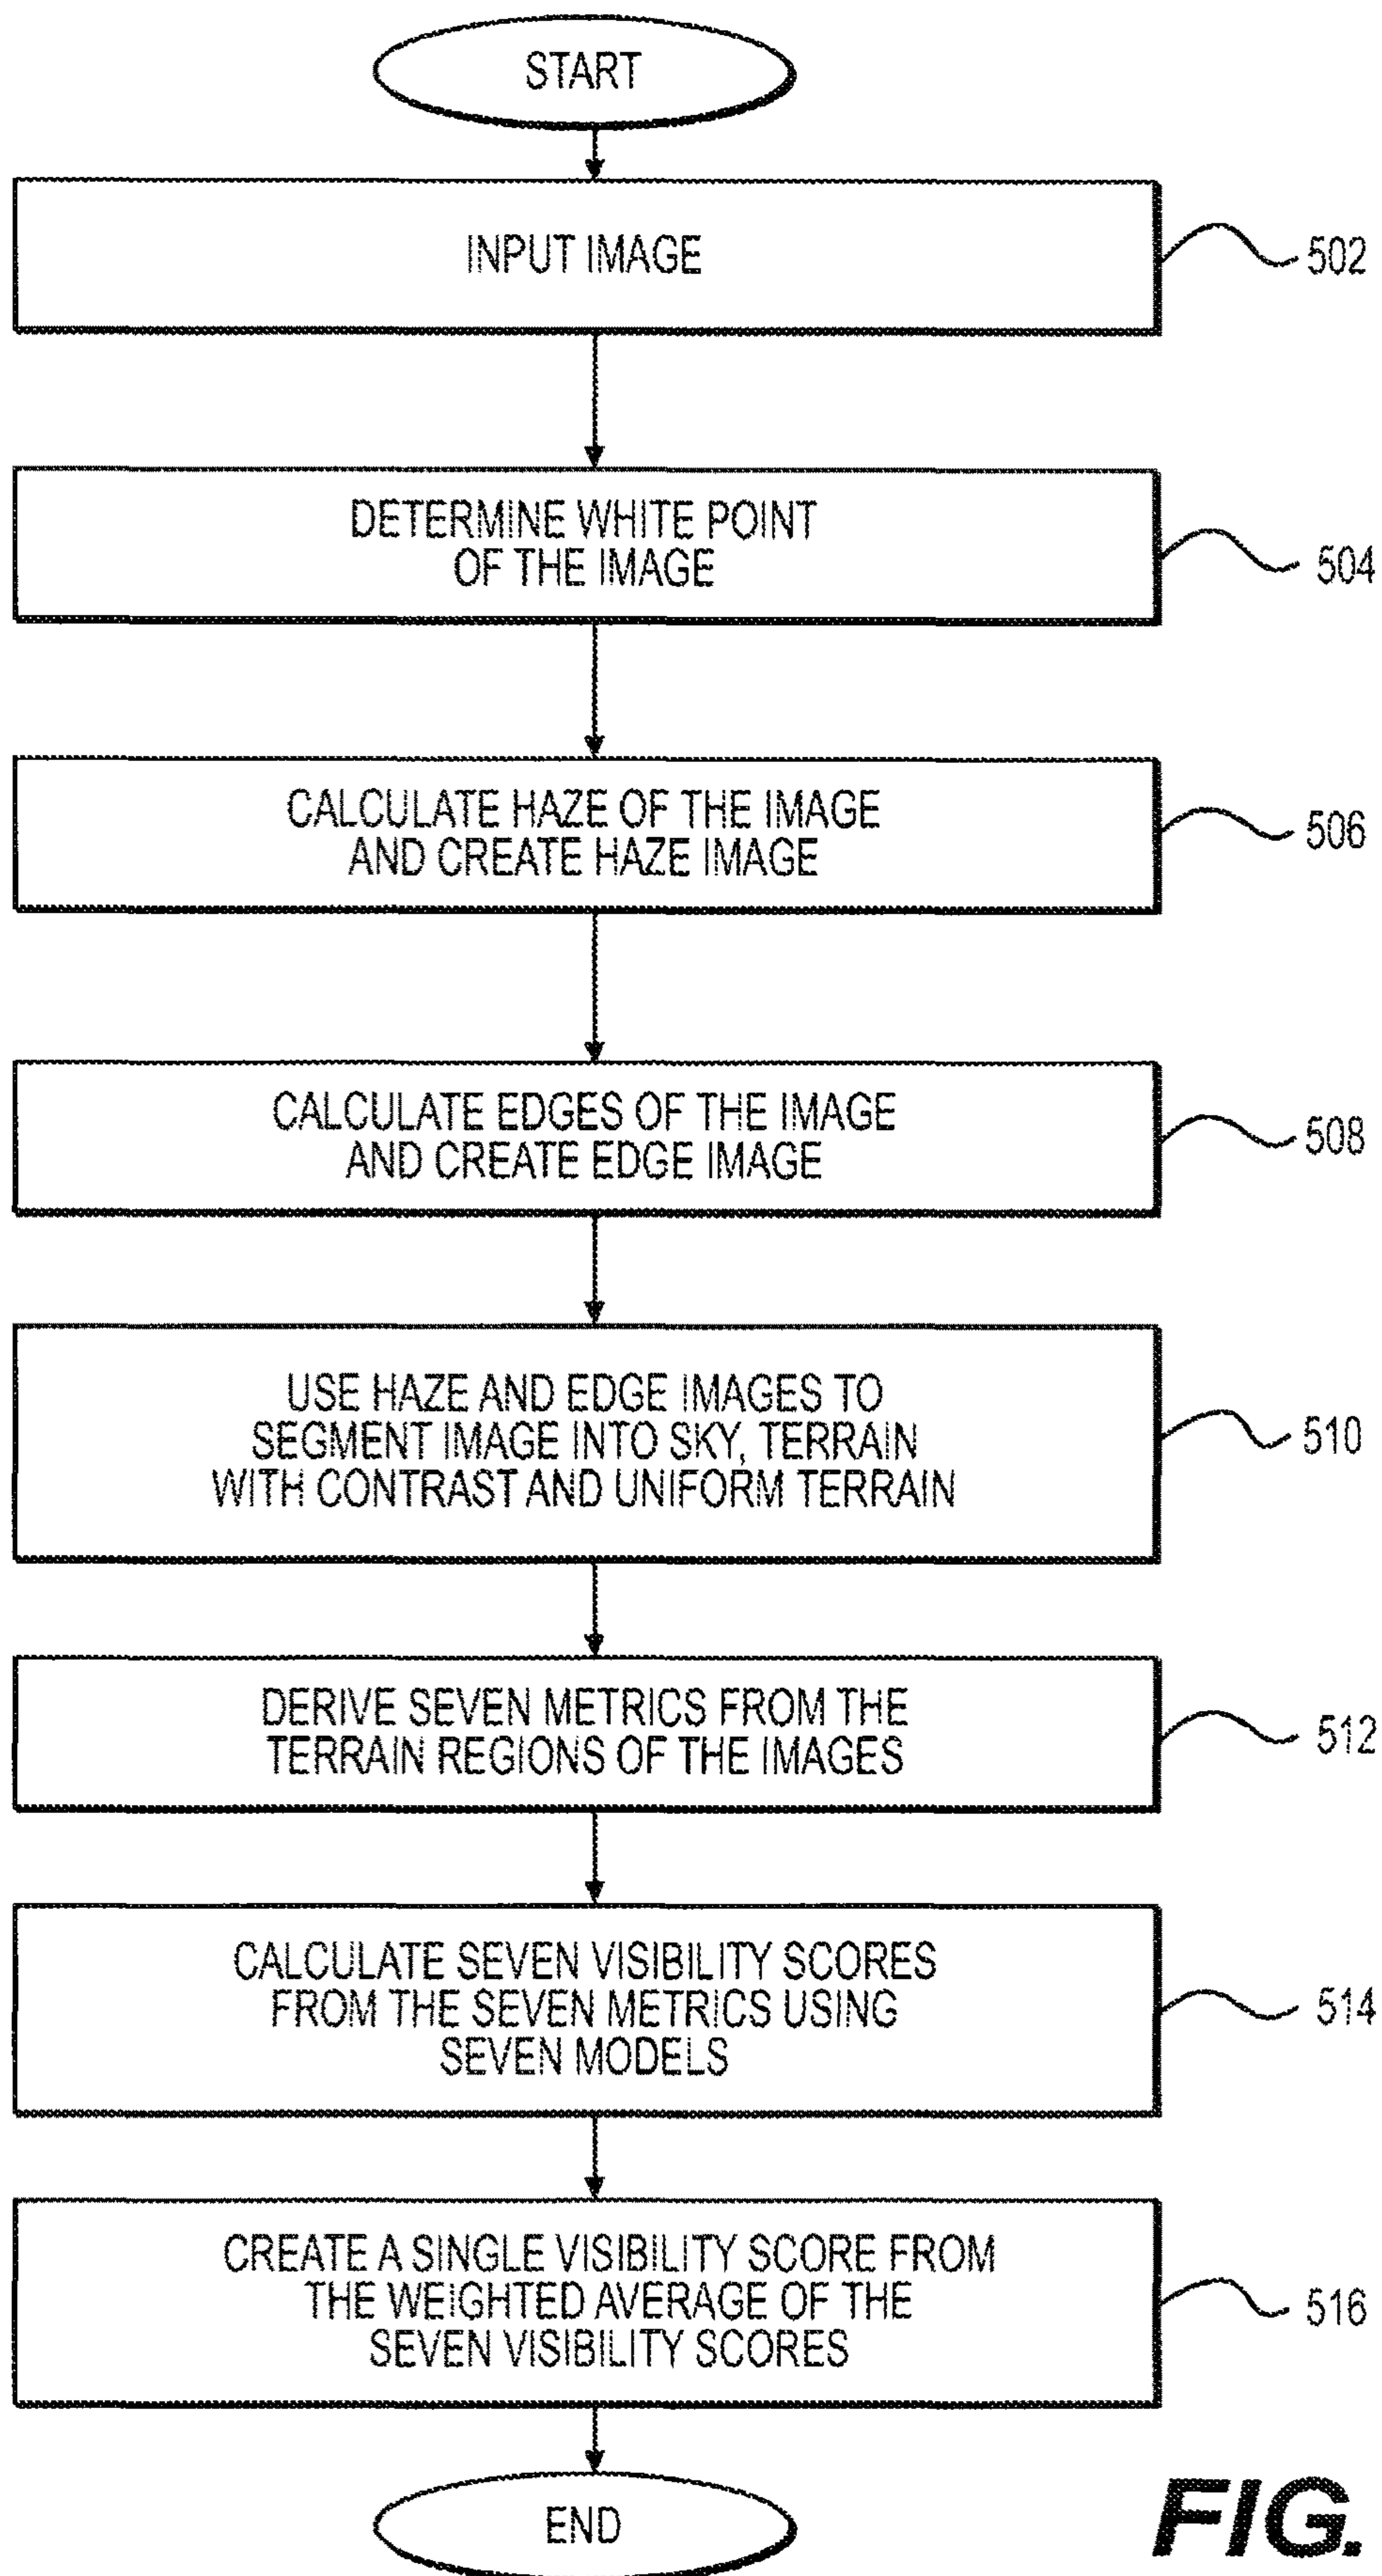 START
INPUT IMAGE
502
DETERMINE WHITE POINT
OF THE IMAGE
504
CALCULATE HAZE OF THE IMAGE
AND CREATE HAZE IMAGE
506
CALCULATE EDGES OF THE IMAGE
AND CREATE EDGE IMAGE
508
USE HAZE AND EDGE IMAGES TO
SEGMENT IMAGE INTO SKY, TERRAIN
WITH CONTRAST AND UNIFORM TERRAIN
510
DERIVE SEVEN METRICS FROM THE
TERRAIN REGIONS OF THE IMAGES
512
CALCULATE SEVEN VISIBILITY SCORES
FROM THE SEVEN METRICS USING
SEVEN MODELS
514
CREATE A SINGLE VISIBILITY SCORE FROM
THE WEIGHTED AVERAGE OF THE
SEVEN VISIBILITY SCORES
516
END
FIG.